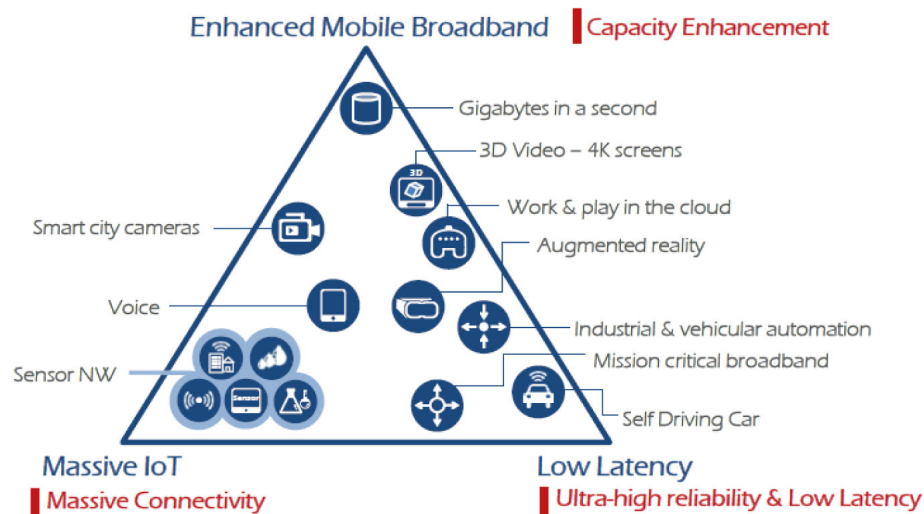 Enhanced Mobile Broadband
Capacity Enhancement
Gigabytes in a second
3D Video – 4K screens
3D
Work & play in the cloud
Smart city cameras
Augmented reality
Voice
Industrial & vehicular automation
Mission critical broadband
Sensor NW
Sensor
Self Driving Car
Massive IoT
Low Latency
Massive Connectivity
Ultra-high reliability & Low Latency